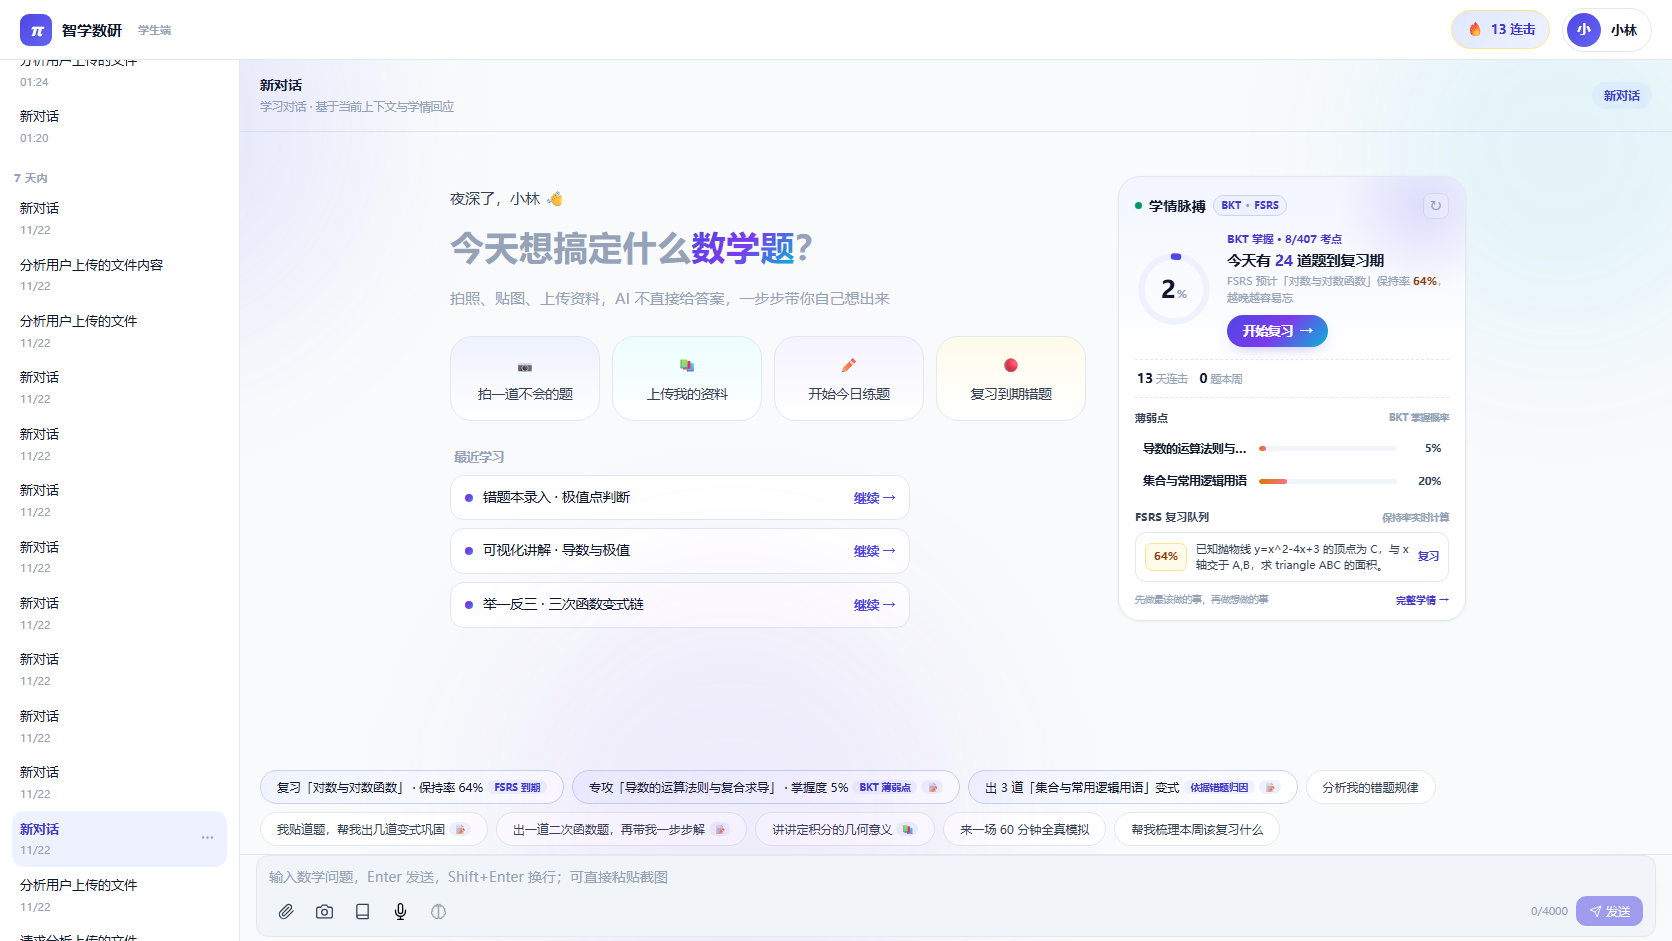 π 智学数研 学生端
13 连击
小 小林
分析用户上传的文件
01:24
新对话
01:20
7 天内
新对话
11/22
分析用户上传的文件内容
11/22
分析用户上传的文件
11/22
新对话
11/22
新对话
11/22
新对话
11/22
新对话
11/22
新对话
11/22
新对话
11/22
新对话
11/22
新对话
11/22
新对话
11/22
分析用户上传的文件
11/22
请求分析上传的文件
新对话
学习对话 · 基于当前上下文与学情回应
新对话
夜深了，小林
今天想搞定什么数学题？
拍照、贴图、上传资料，AI 不直接给答案，一步步带你自己想出来
拍一道不会的题
上传我的资料
开始今日练题
复习到期错题
最近学习
错题本录入 · 极值点判断 继续 →
可视化讲解 · 导数与极值 继续 →
举一反三 · 三次函数变式链 继续 →
学情脉搏 BKT • FSRS ↻
2%
BKT 掌握 • 8/407 考点
今天有 24 道题到复习期
FSRS 预计「对数与对数函数」保持率 64%，
越晚越容易忘
开始复习 →
13 天连击 0 题本周
薄弱点 BKT 掌握概率
导数的运算法则与... 5%
集合与常用逻辑用语 20%
FSRS 复习队列 保持率实时计算
64% 已知抛物线 y=x^2-4x+3 的顶点为 C，与 x
轴交于 A,B，求 triangle ABC 的面积。 复习
先做最该做的事，再做想做的事 完整学情 →
复习「对数与对数函数」 · 保持率 64% FSRS 到期
专攻「导数的运算法则与复合求导」 · 掌握度 5% BKT 薄弱点
出 3 道「集合与常用逻辑用语」变式 依据错题归因
分析我的错题规律
我贴道题，帮我出几道变式巩固
出一道二次函数题，再带我一步步解
讲讲定积分的几何意义
来一场 60 分钟全真模拟
帮我梳理本周该复习什么
输入数学问题，Enter 发送，Shift+Enter 换行；可直接粘贴截图
0/4000 发送